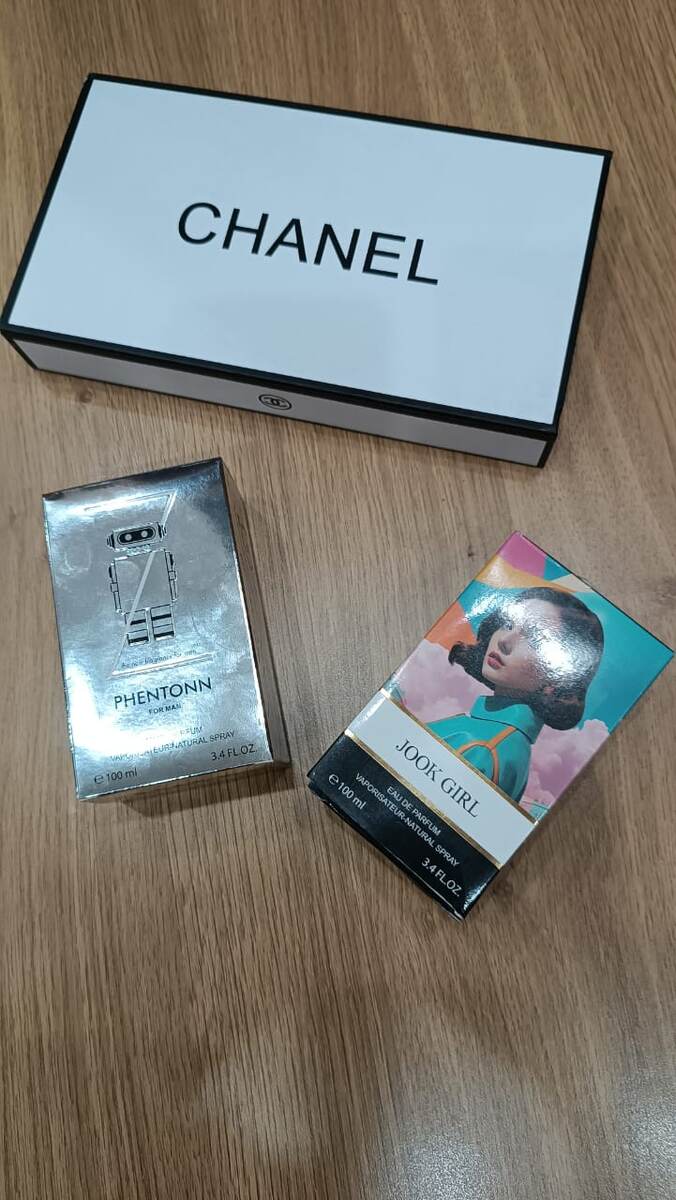 CHANEL
PHENTONN
FOR MAN
VAPORISATEUR-NATURAL SPRAY
e 100 ml
3.4 FL.OZ.
JOOK GIRL
EAU DE PARFUM
VAPORISATEUR-NATURAL SPRAY
e 100 ml
3.4 FL.OZ.